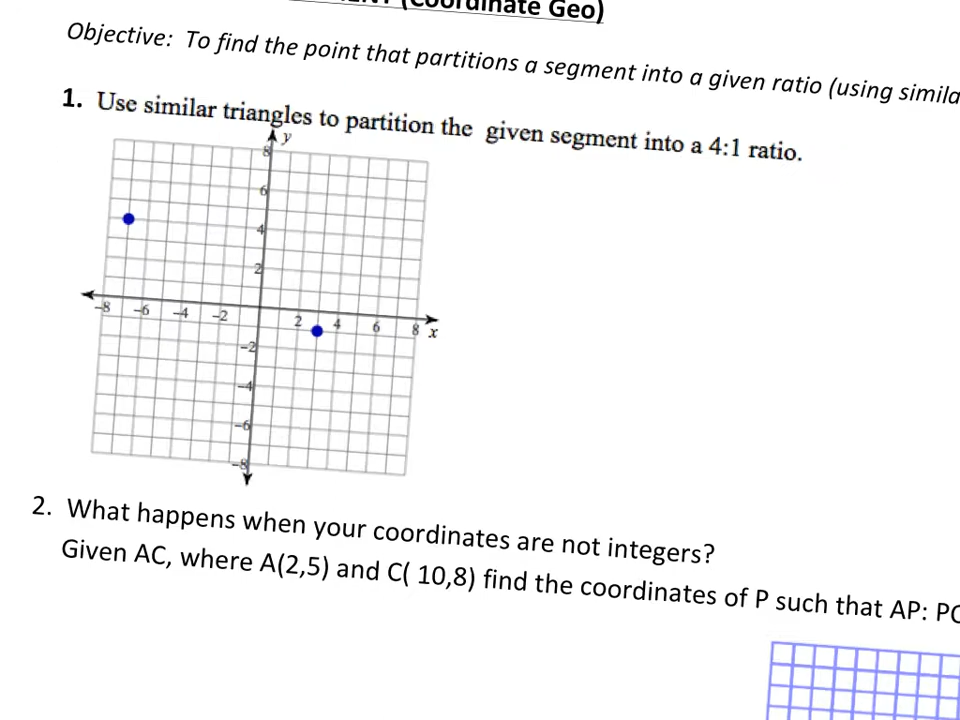 (Coordinate Geo)
Objective: To find the point that partitions a segment into a given ratio (using
1. Use similar triangles to partition the given segment into a 4:1 ratio.
y
8
6
4
2
-8 -6 -4 -2 2 4 6 8 x
-2
-4
-6
-8
2. What happens when your coordinates are not integers?
Given AC, where A(2,5) and C( 10,8) find the coordinates of P such that AP: